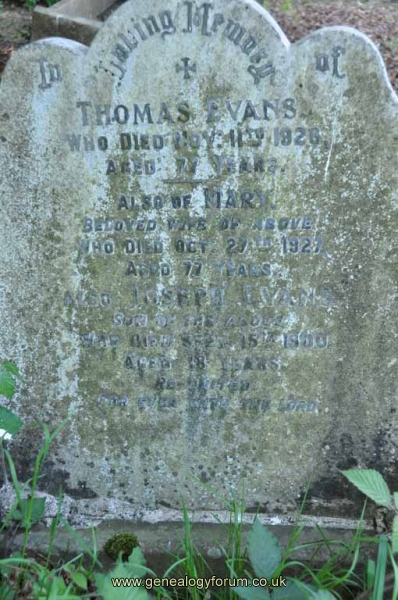 In Loving Memory of
THOMAS EVANS
WHO DIED NOV. 11TH 1926,
AGED 77 YEARS.
ALSO OF MARY,
BELOVED WIFE OF ABOVE
WHO DIED OCT. 27TH 1927,
AGED 77 YEARS.
ALSO JOSEPH EVANS
SON OF THE ABOVE
WHO DIED SEPT. 15TH 1900
AGED 18 YEARS
RE-UNITED
FOR EVER WITH THE LORD.
www.genealogyforum.co.uk